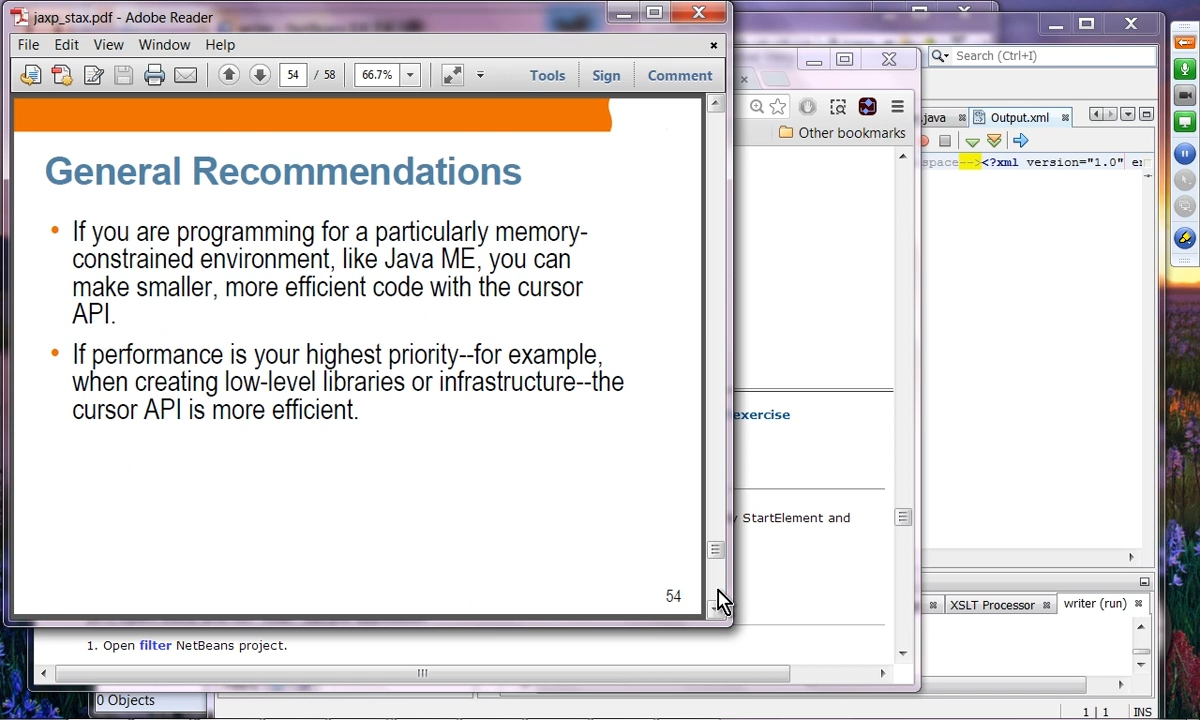 jaxp_stax.pdf - Adobe Reader
File Edit View Window Help
54 / 58 66.7% Tools Sign Comment
General Recommendations
• If you are programming for a particularly memory-
constrained environment, like Java ME, you can
make smaller, more efficient code with the cursor
API.
• If performance is your highest priority--for example,
when creating low-level libraries or infrastructure--the
cursor API is more efficient.
54
Search (Ctrl+I)
Other bookmarks
.java Output.xml
space--><?xml version="1.0" en
exercise
StartElement and
1. Open filter NetBeans project.
XSLT Processor writer (run)
0 Objects
1 | 1 INS